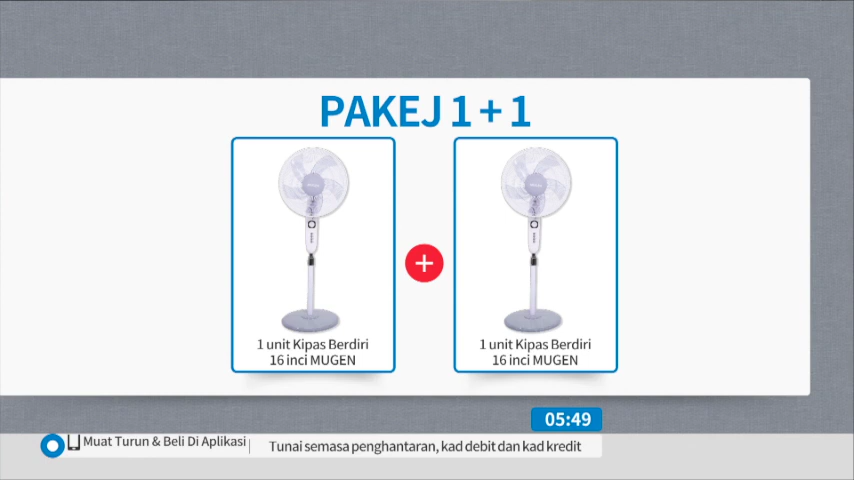 PAKEJ 1 + 1
1 unit Kipas Berdiri
16 inci MUGEN
1 unit Kipas Berdiri
16 inci MUGEN
05:49
Muat Turun & Beli Di Aplikasi
Tunai semasa penghantaran, kad debit dan kad kredit